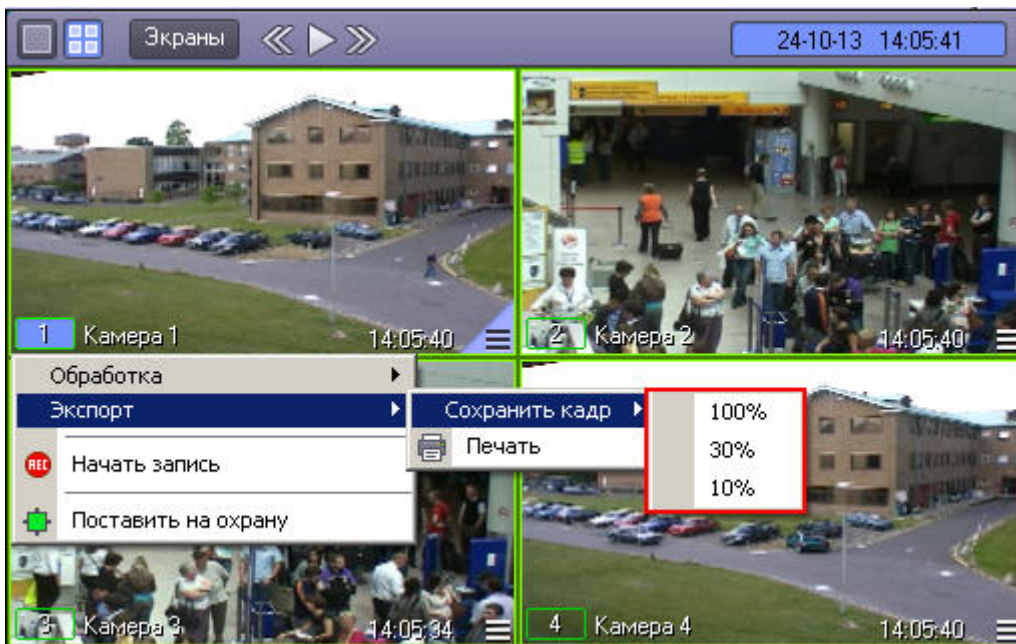 Экраны
24-10-13 14:05:41
1 Камера 1 14:05:40
2 Камера 2 14:05:40
Обработка
Экспорт
Сохранить кадр
100%
Печать
30%
10%
REC Начать запись
Поставить на охрану
3 Камера 3 14:05:34
4 Камера 4 14:05:40